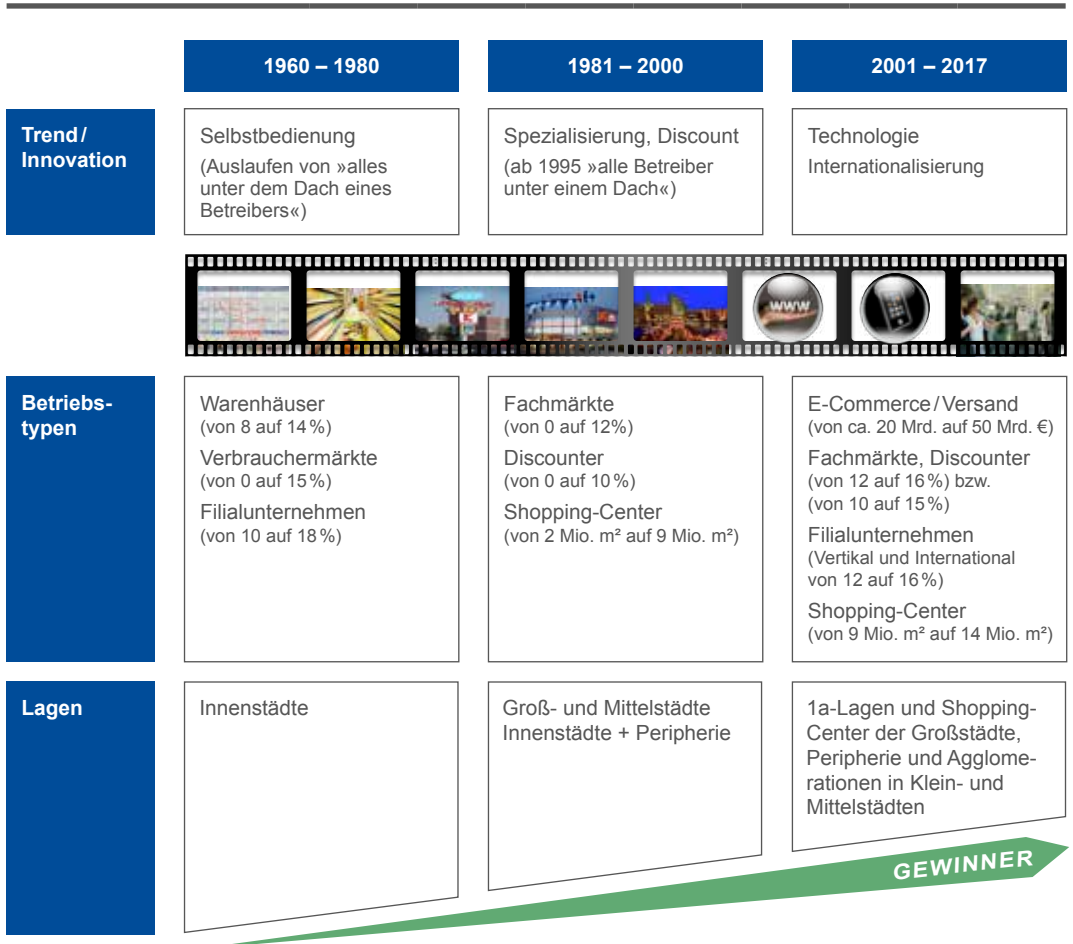 1960 – 1980
1981 – 2000
2001 – 2017
Trend /
Innovation
Selbstbedienung
(Auslaufen von »alles
unter dem Dach eines
Betreibers«)
Spezialisierung, Discount
(ab 1995 »alle Betreiber
unter einem Dach«)
Technologie
Internationalisierung
www
Betriebs-
typen
Warenhäuser
(von 8 auf 14 %)
Verbrauchermärkte
(von 0 auf 15 %)
Filialunternehmen
(von 10 auf 18 %)
Fachmärkte
(von 0 auf 12%)
Discounter
(von 0 auf 10 %)
Shopping-Center
(von 2 Mio. m² auf 9 Mio. m²)
E-Commerce / Versand
(von ca. 20 Mrd. auf 50 Mrd. €)
Fachmärkte, Discounter
(von 12 auf 16 %) bzw.
(von 10 auf 15 %)
Filialunternehmen
(Vertikal und International
von 12 auf 16 %)
Shopping-Center
(von 9 Mio. m² auf 14 Mio. m²)
Lagen
Innenstädte
Groß- und Mittelstädte
Innenstädte + Peripherie
1a-Lagen und Shopping-
Center der Großstädte,
Peripherie und Agglome-
rationen in Klein- und
Mittelstädten
GEWINNER